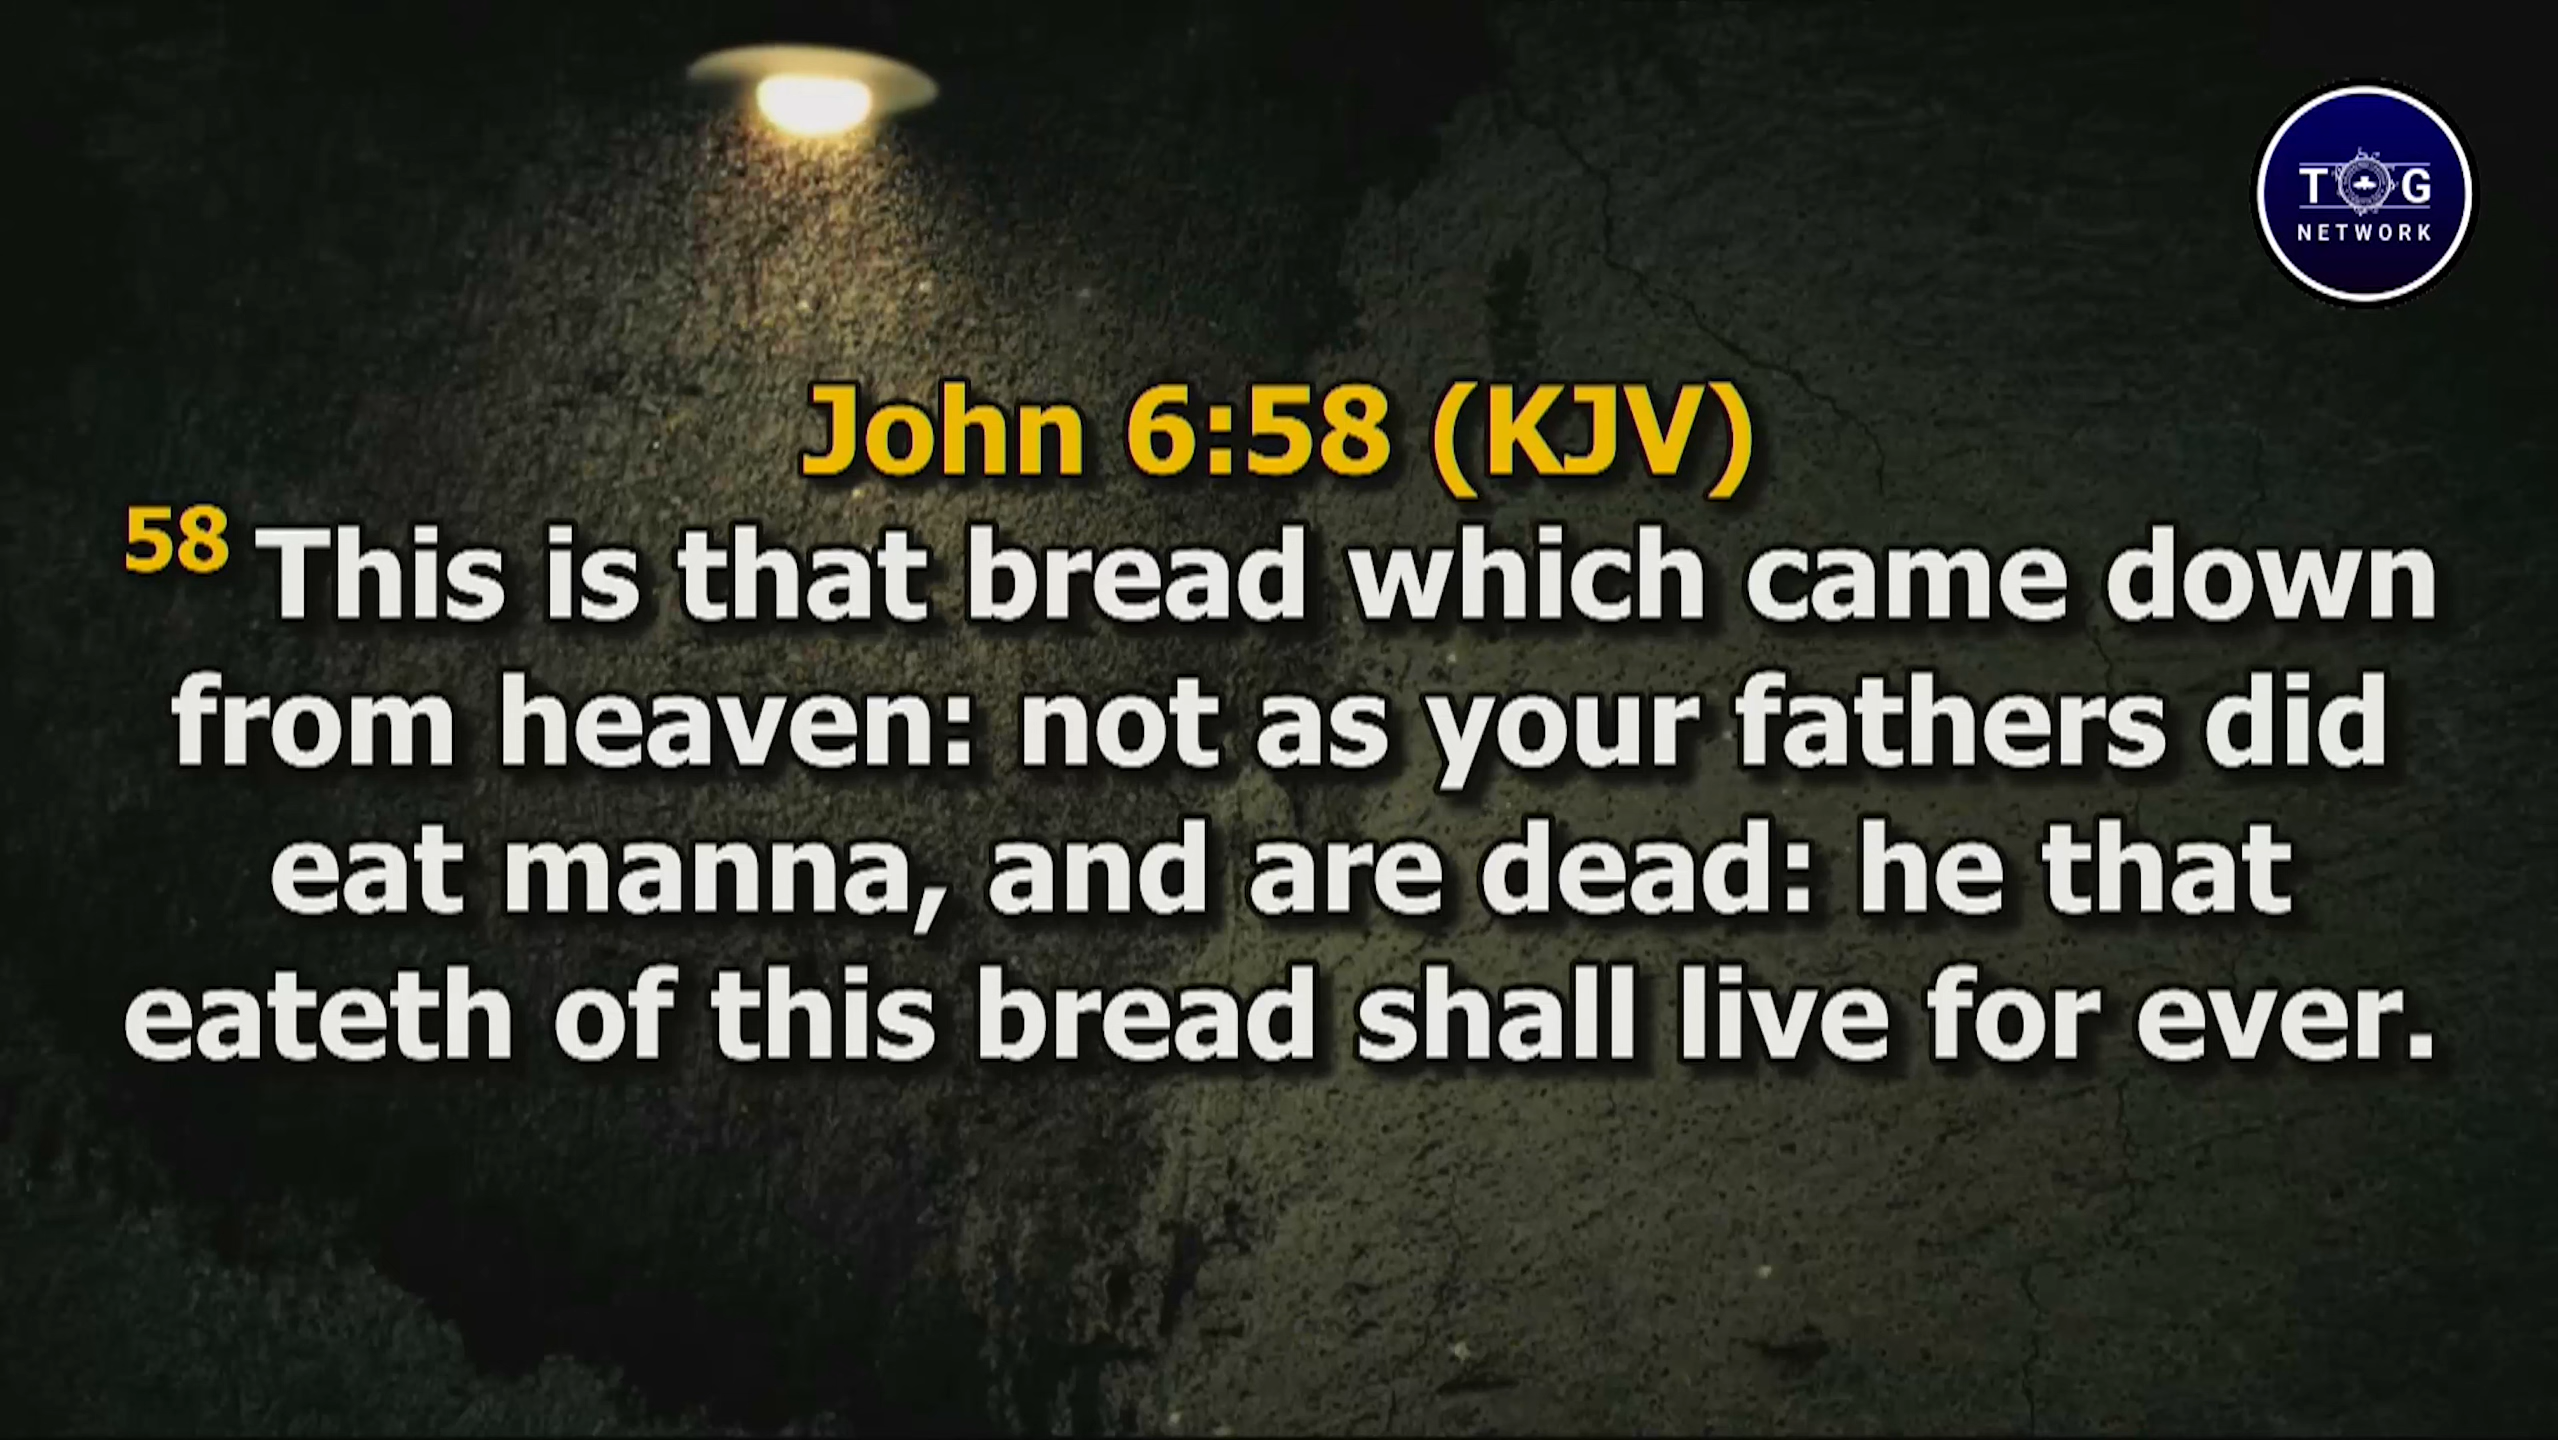 T G
NETWORK
John 6:58 (KJV)
58 This is that bread which came down
from heaven: not as your fathers did
eat manna, and are dead: he that
eateth of this bread shall live for ever.